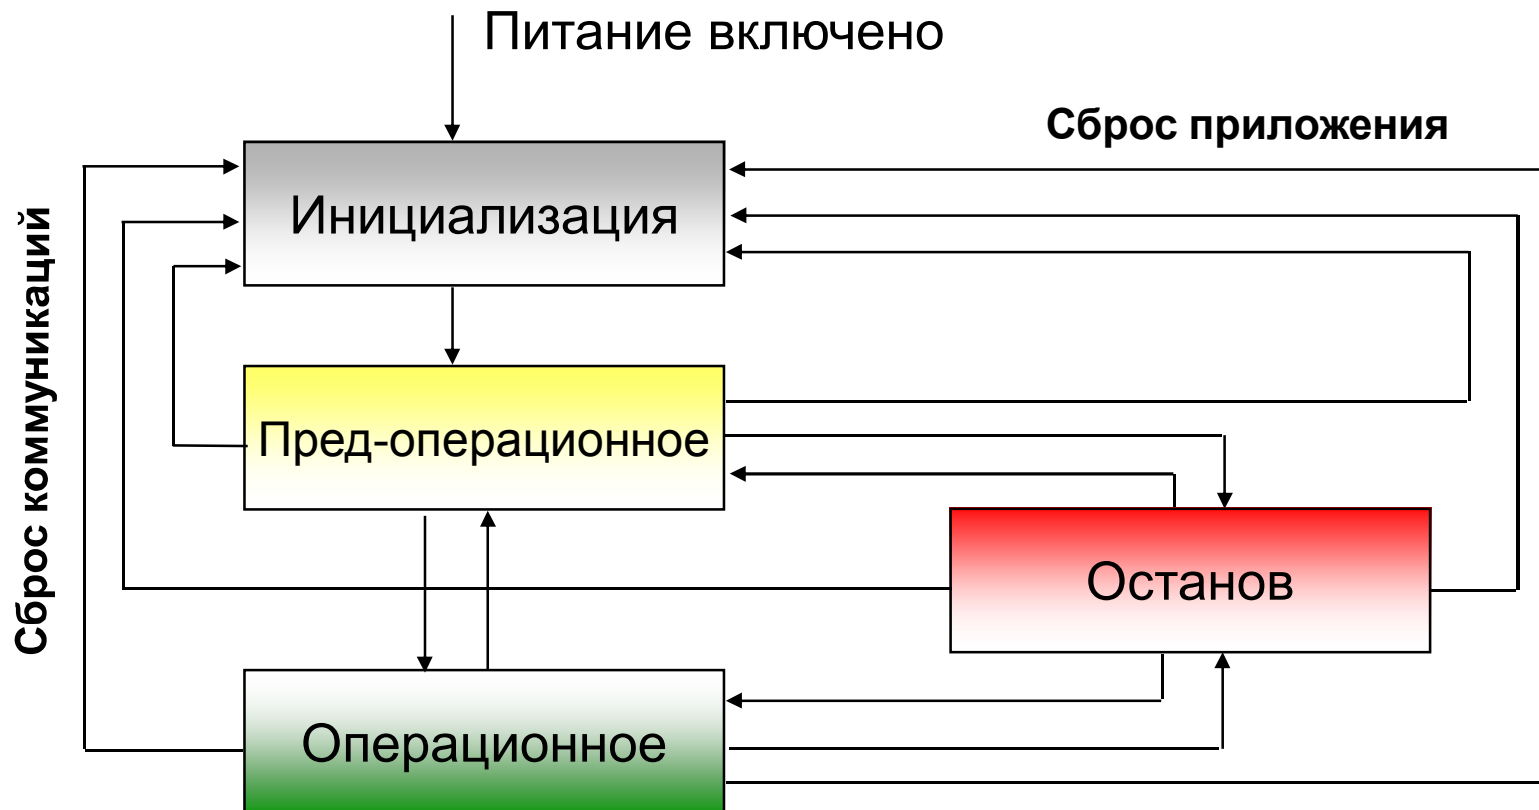 Питание включено
Сброс приложения
Инициализация
Сброс коммуникаций
Пред-операционное
Останов
Операционное